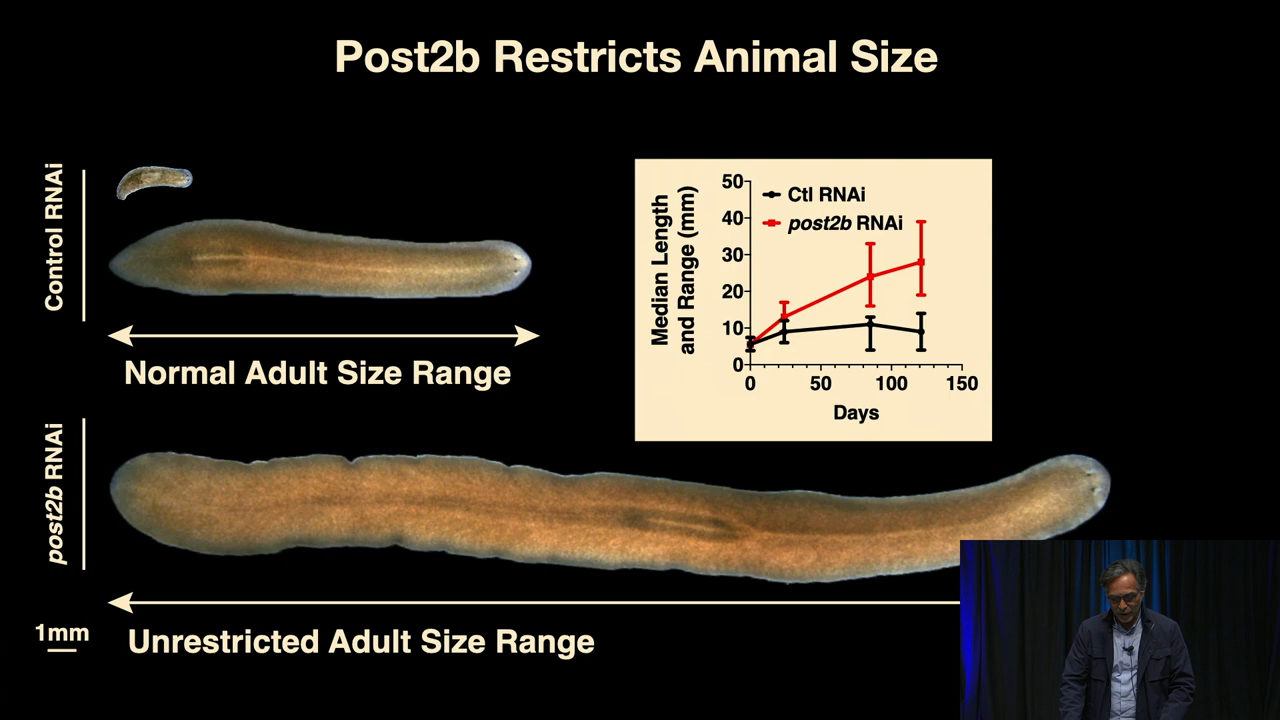 Post2b Restricts Animal Size
Control RNAi
Normal Adult Size Range
Median Length
and Range (mm)
50
40
30
20
10
0
Ctl RNAi
post2b RNAi
0 50 100 150
Days
post2b RNAi
1mm
Unrestricted Adult Size Range